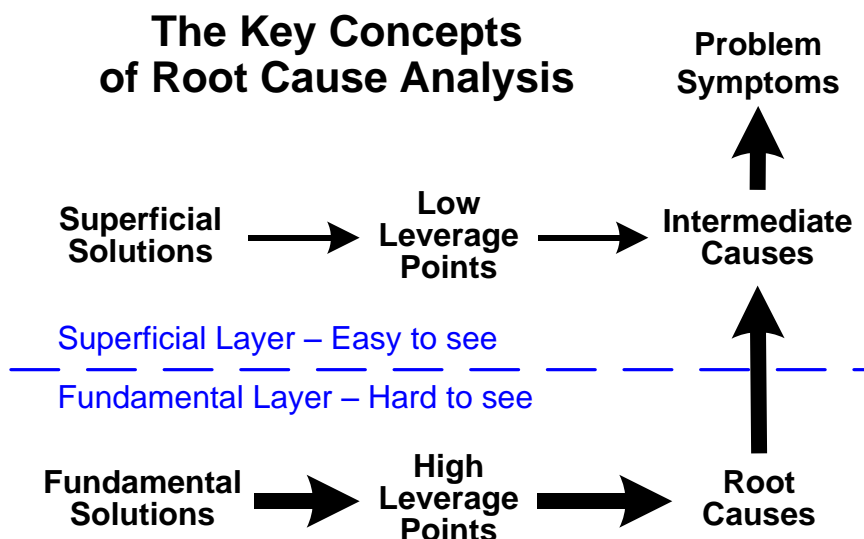 The Key Concepts
of Root Cause Analysis
Problem
Symptoms
Superficial
Solutions
Low
Leverage
Points
Intermediate
Causes
Superficial Layer – Easy to see
Fundamental Layer – Hard to see
Fundamental
Solutions
High
Leverage
Points
Root
Causes